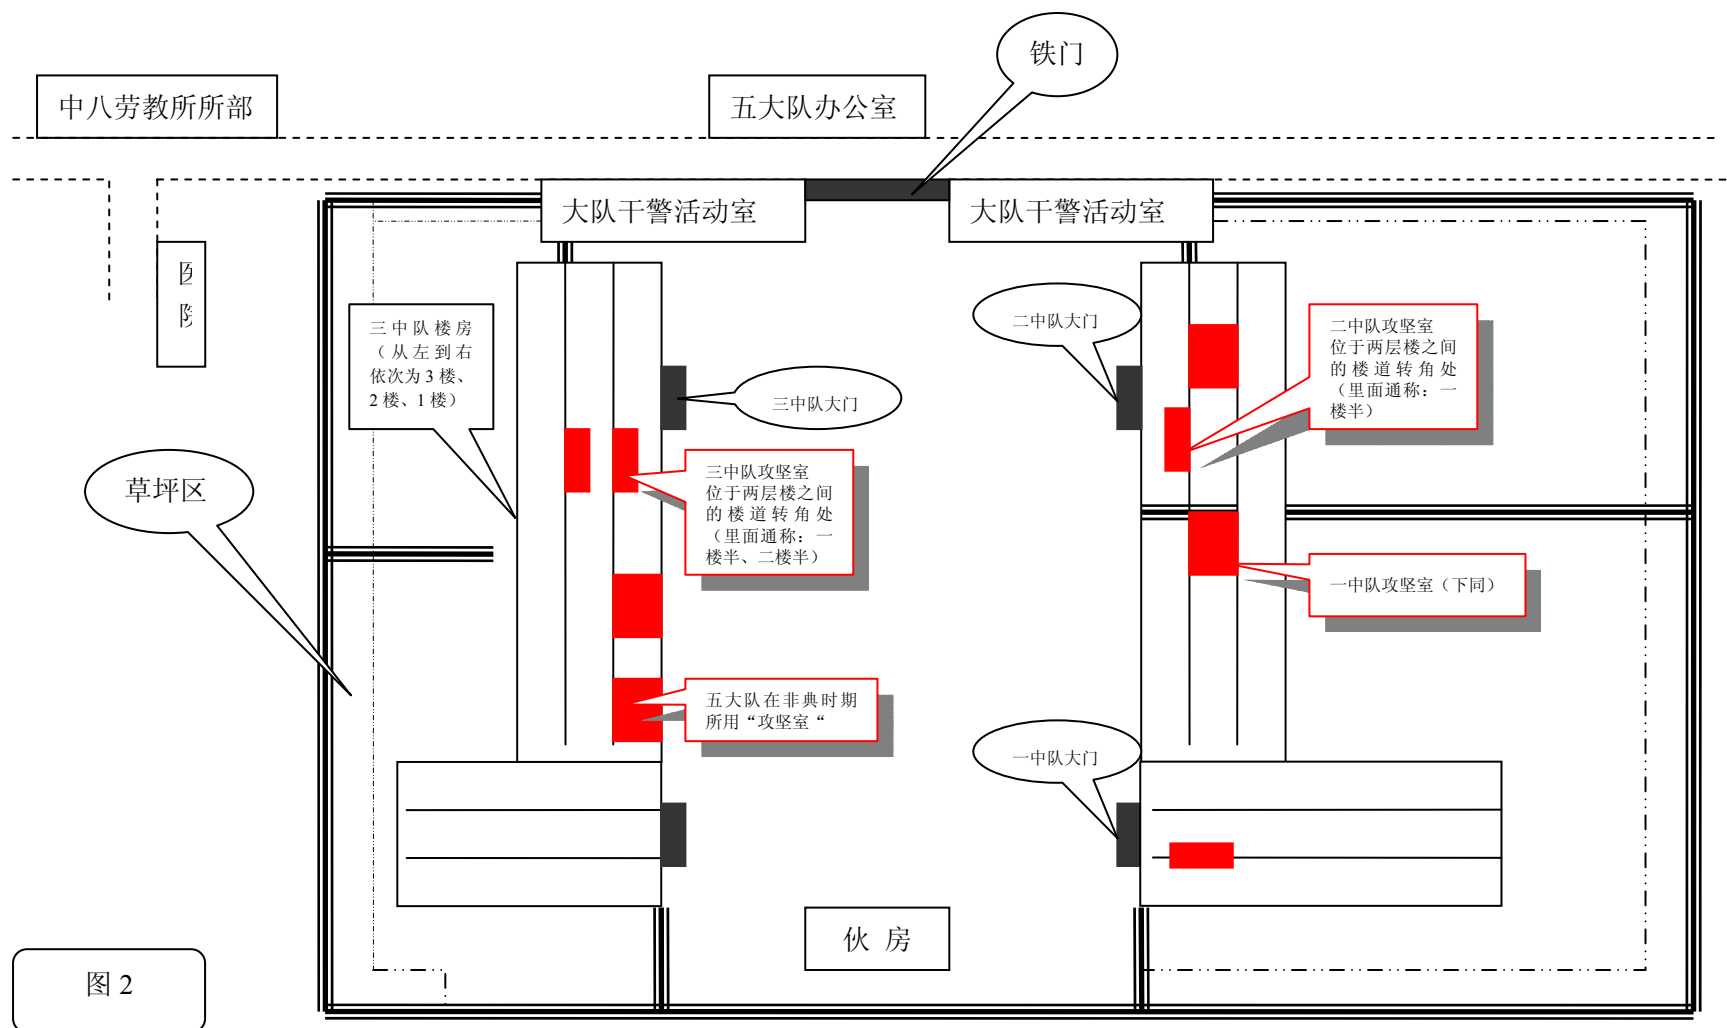 铁门
中八劳教所所部
五大队办公室
大队干警活动室
大队干警活动室
医
院
三中队楼房
（从左到右
依次为3楼、
2楼、1楼）
三中队大门
二中队大门
二中队攻坚室
位于两层楼之间
的楼道转角处
（里面通称：一
楼半）
草坪区
三中队攻坚室
位于两层楼之间
的楼道转角处
（里面通称：一
楼半、二楼半）
一中队攻坚室（下同）
五大队在非典时期
所用“攻坚室“
一中队大门
伙 房
图 2